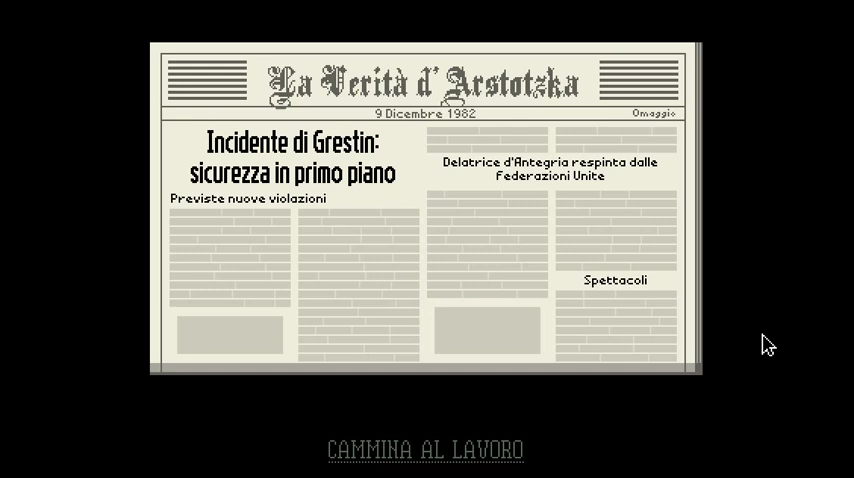 La Verità d'Arstotzka
9 Dicembre 1982
Omaggio
Incidente di Grestin:
sicurezza in primo piano
Previste nuove violazioni
Delatrice d'Antegria respinta dalle
Federazioni Unite
Spettacoli
CAMMINA AL LAVORO